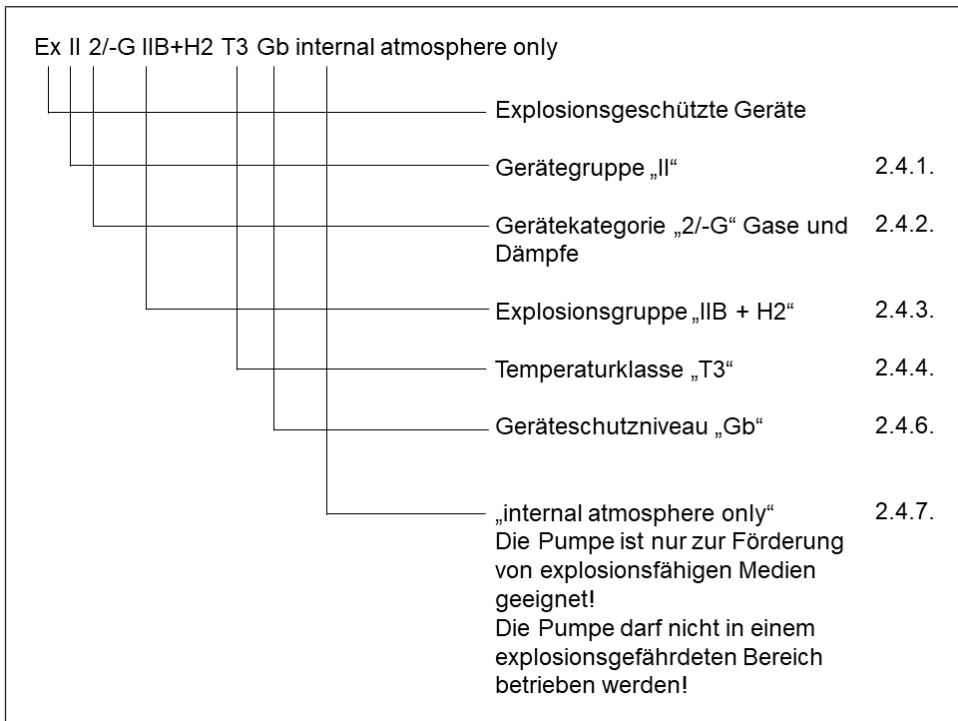 Ex II 2/-G IIB+H2 T3 Gb internal atmosphere only
Explosionsgeschützte Geräte
Gerätegruppe „II“ 2.4.1.
Gerätekategorie „2/-G“ Gase und 2.4.2.
Dämpfe
Explosionsgruppe „IIB + H2“ 2.4.3.
Temperaturklasse „T3“ 2.4.4.
Geräteschutzniveau „Gb“ 2.4.6.
„internal atmosphere only“ 2.4.7.
Die Pumpe ist nur zur Förderung
von explosionsfähigen Medien
geeignet!
Die Pumpe darf nicht in einem
explosionsgefährdeten Bereich
betrieben werden!